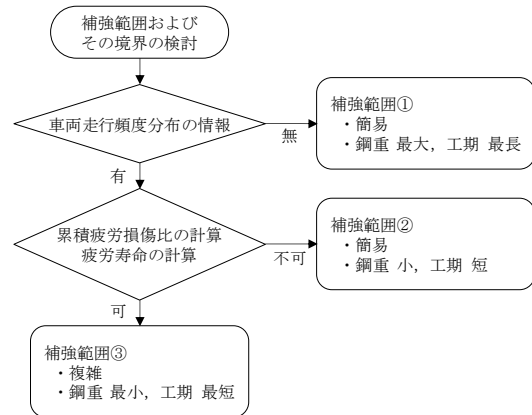 補強範囲および
その境界の検討
車両走行頻度分布の情報
無
補強範囲①
・簡易
・鋼重 最大，工期 最長
有
累積疲労損傷比の計算
疲労寿命の計算
不可
補強範囲②
・簡易
・鋼重 小，工期 短
可
補強範囲③
・複雑
・鋼重 最小，工期 最短